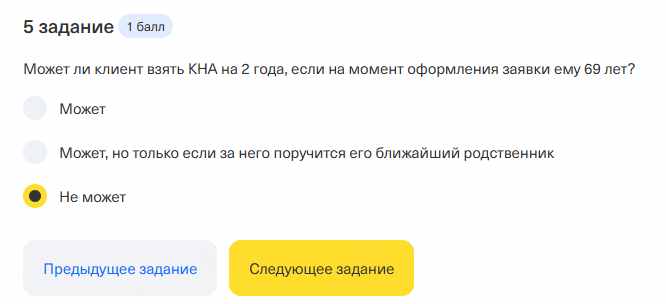 5 задание 1 балл
Может ли клиент взять КНА на 2 года, если на момент оформления заявки ему 69 лет?
Может
Может, но только если за него поручится его ближайший родственник
Не может
Предыдущее задание Следующее задание